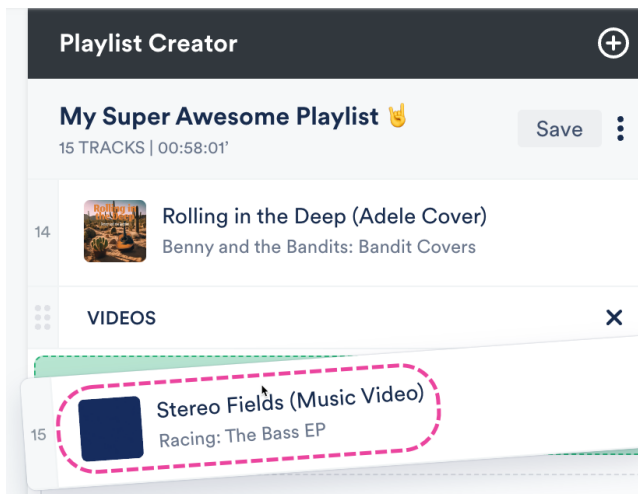 Playlist Creator
My Super Awesome Playlist 🤘
Save
15 TRACKS | 00:58:01’
14
Rolling in the Deep (Adele Cover)
Benny and the Bandits: Bandit Covers
VIDEOS
15
Stereo Fields (Music Video)
Racing: The Bass EP